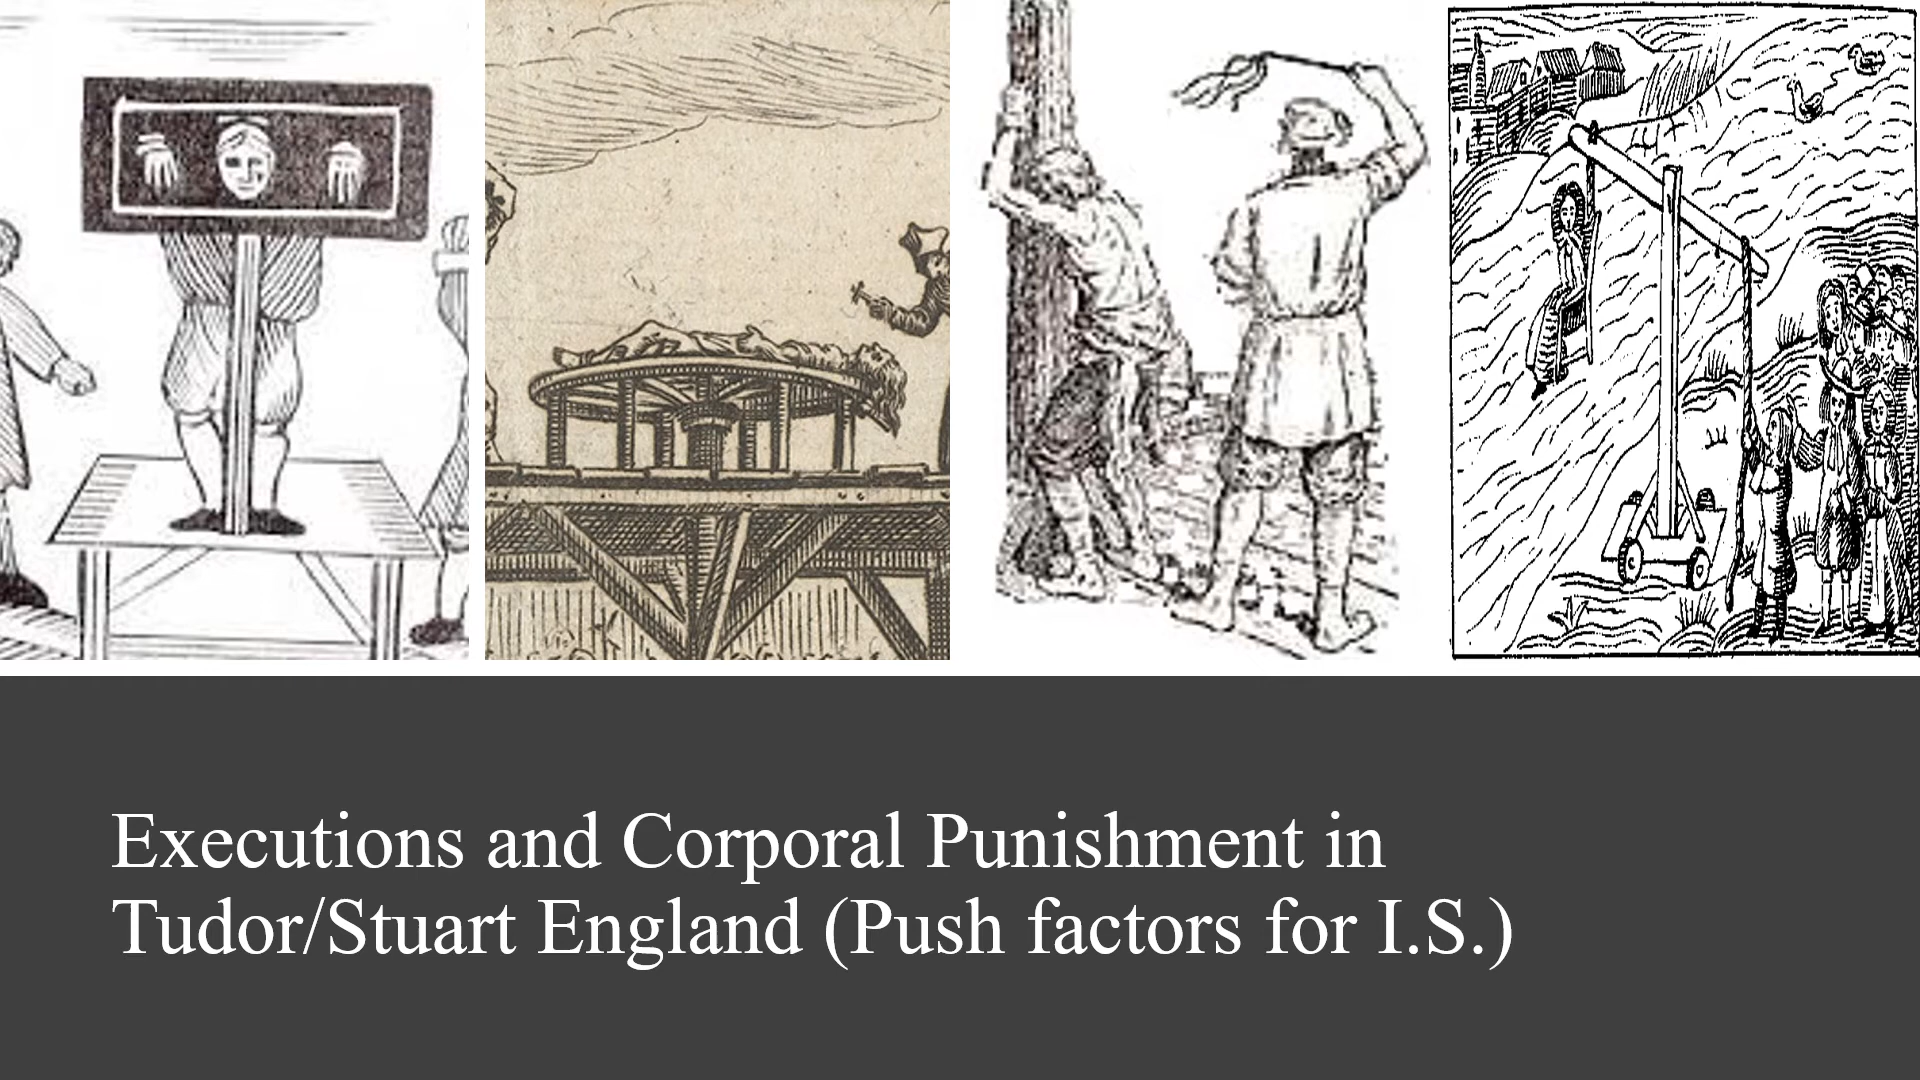 Executions and Corporal Punishment in
Tudor/Stuart England (Push factors for I.S.)